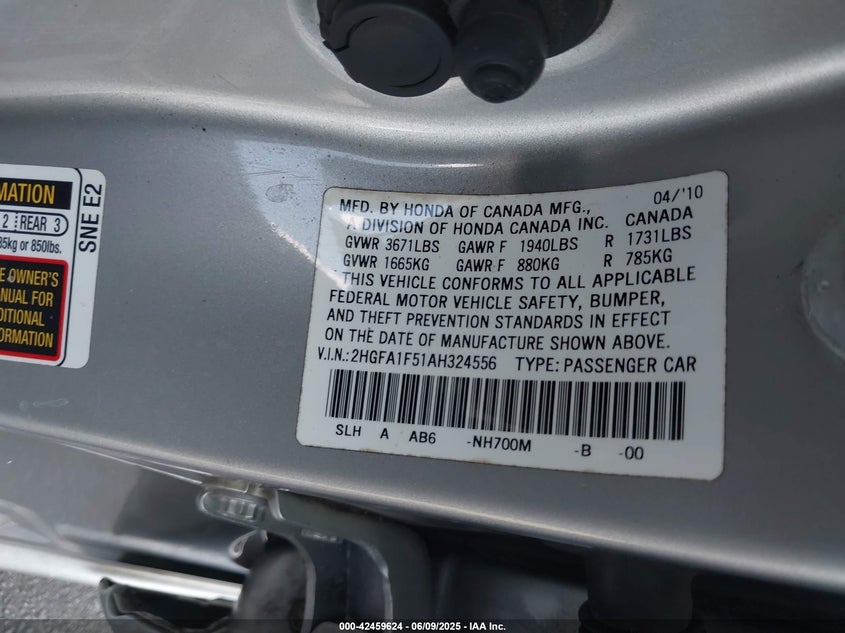 MATION
2 REAR 3
35kg or 850lbs.
E OWNER'S
NUAL FOR
DITIONAL
ORMATION
SNE E2
04/'10
MFD. BY HONDA OF CANADA MFG.,
A DIVISION OF HONDA CANADA INC. CANADA
GVWR 3671LBS GAWR F 1940LBS R 1731LBS
GVWR 1665KG GAWR F 880KG R 785KG
THIS VEHICLE CONFORMS TO ALL APPLICABLE
FEDERAL MOTOR VEHICLE SAFETY, BUMPER,
AND THEFT PREVENTION STANDARDS IN EFFECT
ON THE DATE OF MANUFACTURE SHOWN ABOVE.
V.I.N.: 2HGFA1F51AH324556 TYPE: PASSENGER CAR
SLH A AB6 -NH700M -B -00
000-42459624 | 06/09/2025 - IAA Inc.